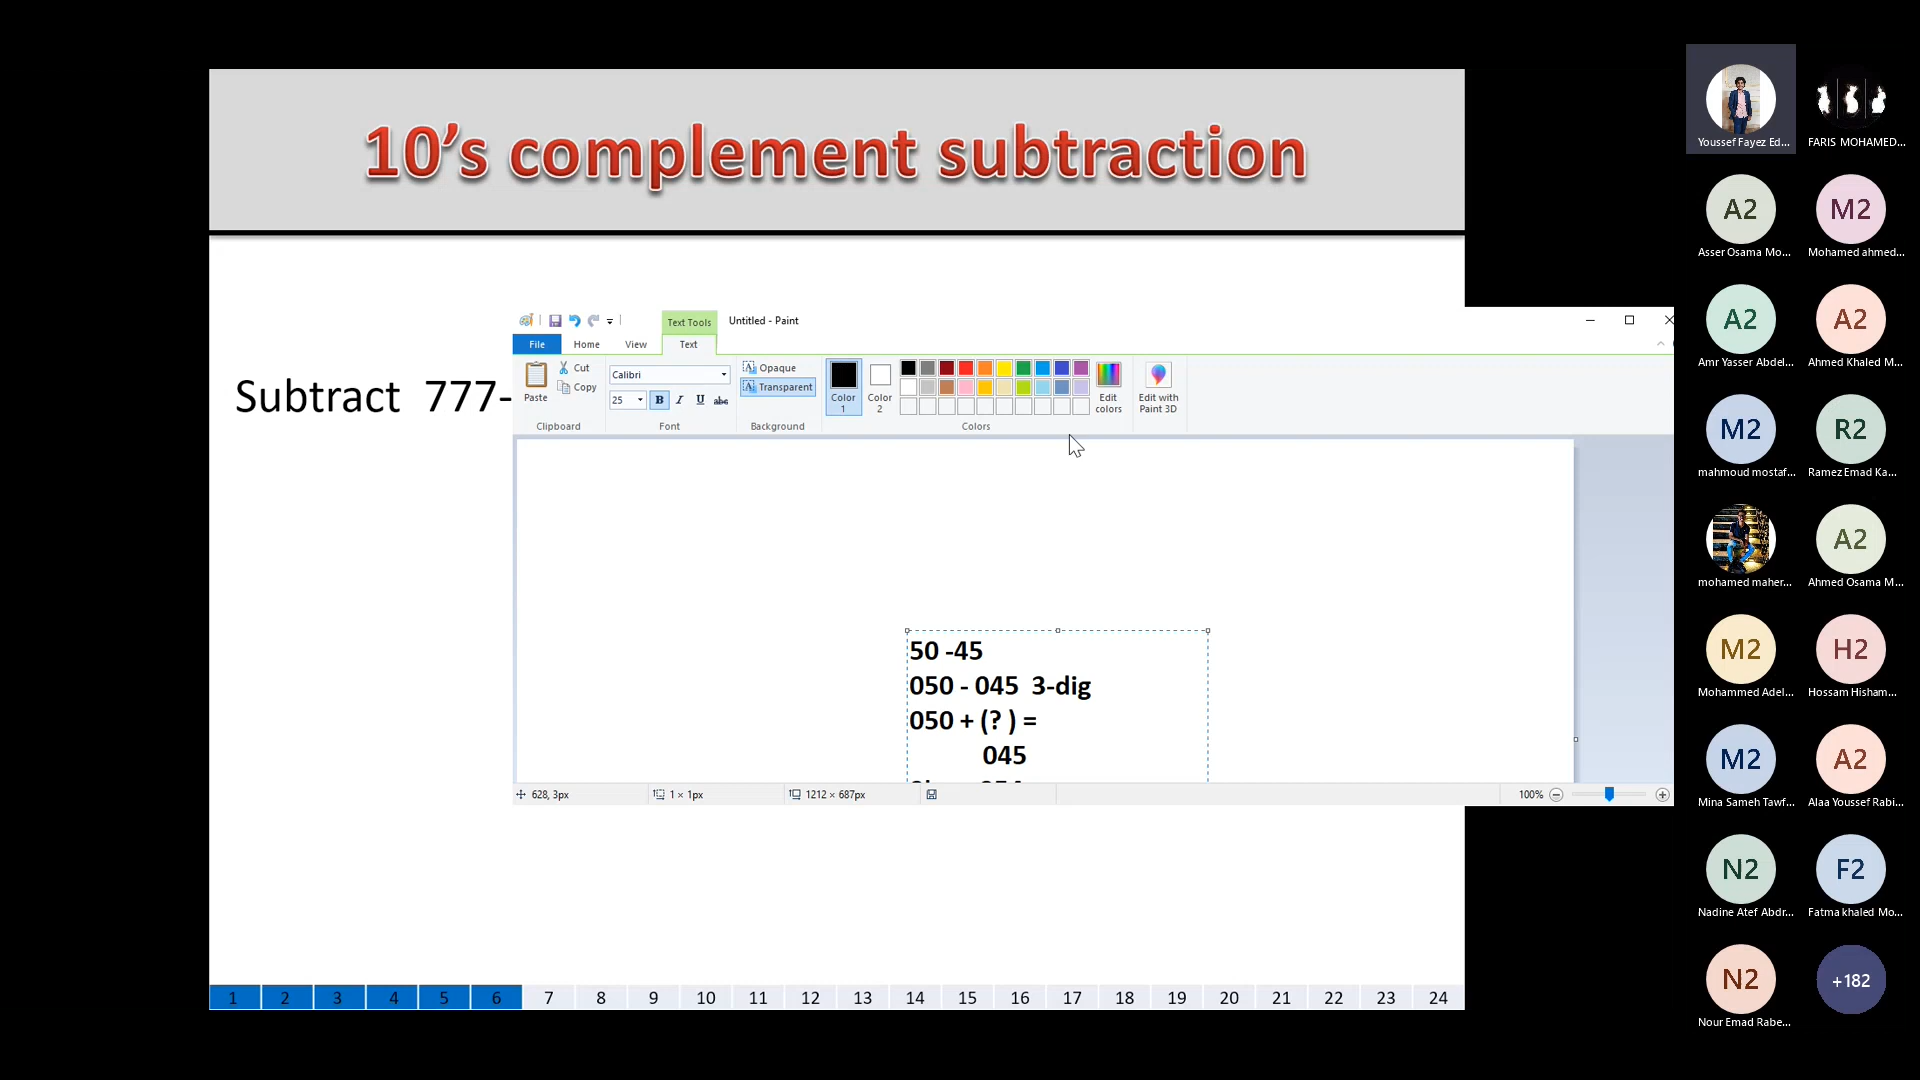 10's complement subtraction
Subtract 777-
Text Tools
Untitled - Paint
File
Home
View
Text
Paste
Cut
Copy
Clipboard
Calibri
25
B I U abc
Font
Opaque
Transparent
Background
Color 1
Color 2
Colors
Edit colors
Edit with Paint 3D
50 -45
050 - 045 3-dig
050 + (? ) =
045
628, 3px
1 × 1px
1212 × 687px
100%
1 2 3 4 5 6 7 8 9 10 11 12 13 14 15 16 17 18 19 20 21 22 23 24
Youssef Fayez Ed...
FARIS MOHAMED...
A2
M2
Asser Osama Mo...
Mohamed ahmed...
A2
A2
Amr Yasser Abdel...
Ahmed Khaled M...
M2
R2
mahmoud mostaf...
Ramez Emad Ka...
A2
mohamed maher...
Ahmed Osama M...
M2
H2
Mohammed Adel...
Hossam Hisham...
M2
A2
Mina Sameh Tawf...
Alaa Youssef Rabi...
N2
F2
Nadine Atef Abdr...
Fatma khaled Mo...
N2
+182
Nour Emad Rabe...